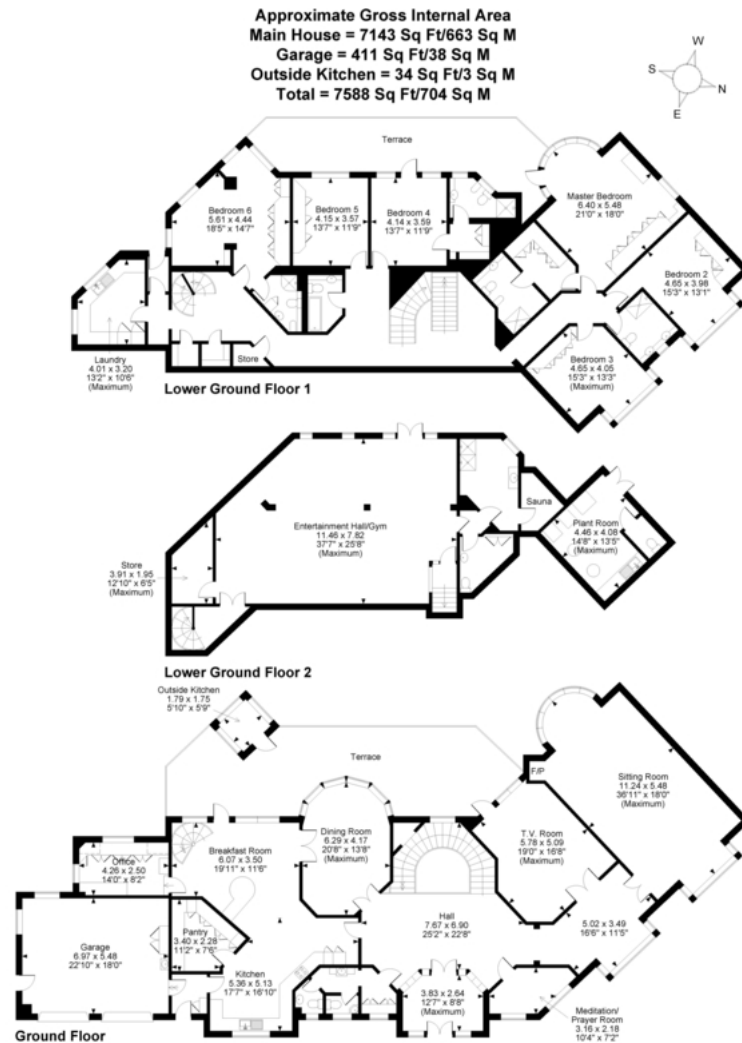 Approximate Gross Internal Area
Main House = 7143 Sq Ft/663 Sq M
Garage = 411 Sq Ft/38 Sq M
Outside Kitchen = 34 Sq Ft/3 Sq M
Total = 7588 Sq Ft/704 Sq M
W
S
N
E
Terrace
Bedroom 6
5.61 x 4.44
18'5" x 14'7"
Bedroom 5
4.15 x 3.57
13'7" x 11'9"
Bedroom 4
4.14 x 3.59
13'7" x 11'9"
Master Bedroom
6.40 x 5.48
21'0" x 18'0"
Bedroom 2
4.65 x 3.98
15'3" x 13'1"
Bedroom 3
4.65 x 4.05
15'3" x 13'3"
(Maximum)
Laundry
4.01 x 3.20
13'2" x 10'6"
(Maximum)
Store
Lower Ground Floor 1
Entertainment Hall/Gym
11.46 x 7.82
37'7" x 25'8"
(Maximum)
Sauna
Plant Room
4.46 x 4.08
14'8" x 13'5"
(Maximum)
Store
3.91 x 1.95
12'10" x 6'5"
(Maximum)
Lower Ground Floor 2
Outside Kitchen
1.79 x 1.75
5'10" x 5'9"
Terrace
F/P
Sitting Room
11.24 x 5.48
36'11" x 18'0"
(Maximum)
T.V. Room
5.78 x 5.09
19'0" x 16'8"
(Maximum)
Dining Room
6.29 x 4.17
20'8" x 13'8"
(Maximum)
Breakfast Room
6.07 x 3.50
19'11" x 11'6"
Office
4.26 x 2.50
14'0" x 8'2"
Pantry
3.40 x 2.28
11'2" x 7'6"
Garage
6.97 x 5.48
22'10" x 18'0"
Kitchen
5.36 x 5.13
17'7" x 16'10"
Hall
7.67 x 6.90
25'2" x 22'8"
5.02 x 3.49
16'6" x 11'5"
3.83 x 2.64
12'7" x 8'8"
(Maximum)
Meditation/
Prayer Room
3.16 x 2.18
10'4" x 7'2"
Ground Floor